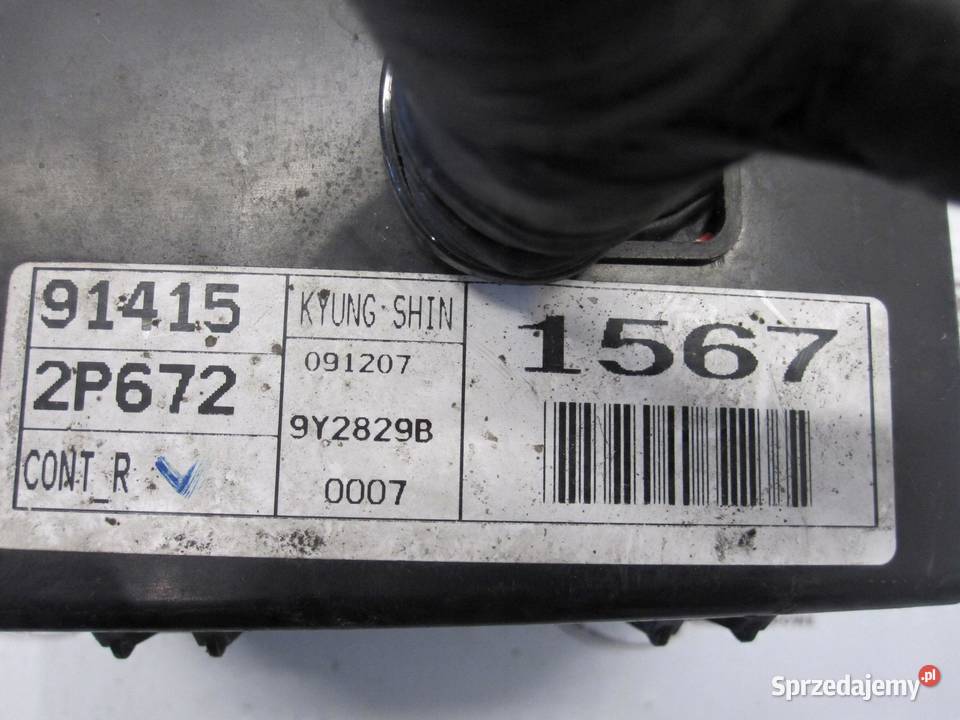 91415
2P672
CONT_R
KYUNG-SHIN
091207
9Y2829B
0007
1567
Sprzedajemy.pl